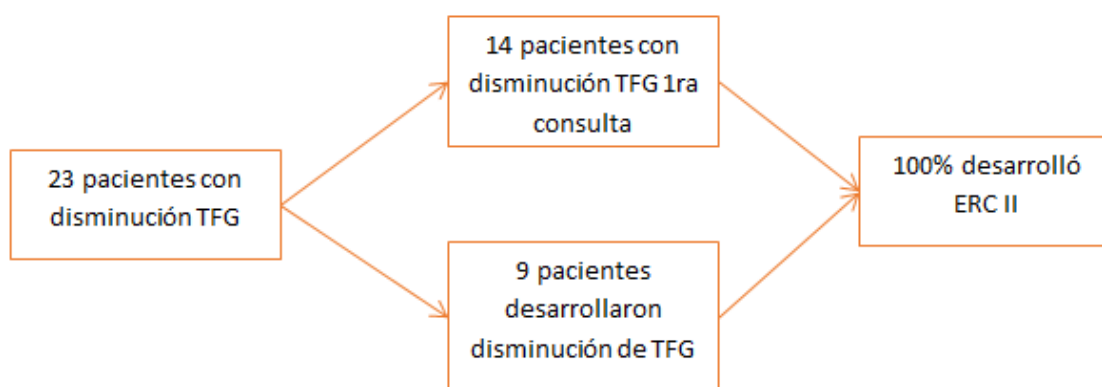 23 pacientes con
disminución TFG
14 pacientes con
disminución TFG 1ra
consulta
9 pacientes
desarrollaron
disminución de TFG
100% desarrolló
ERC II